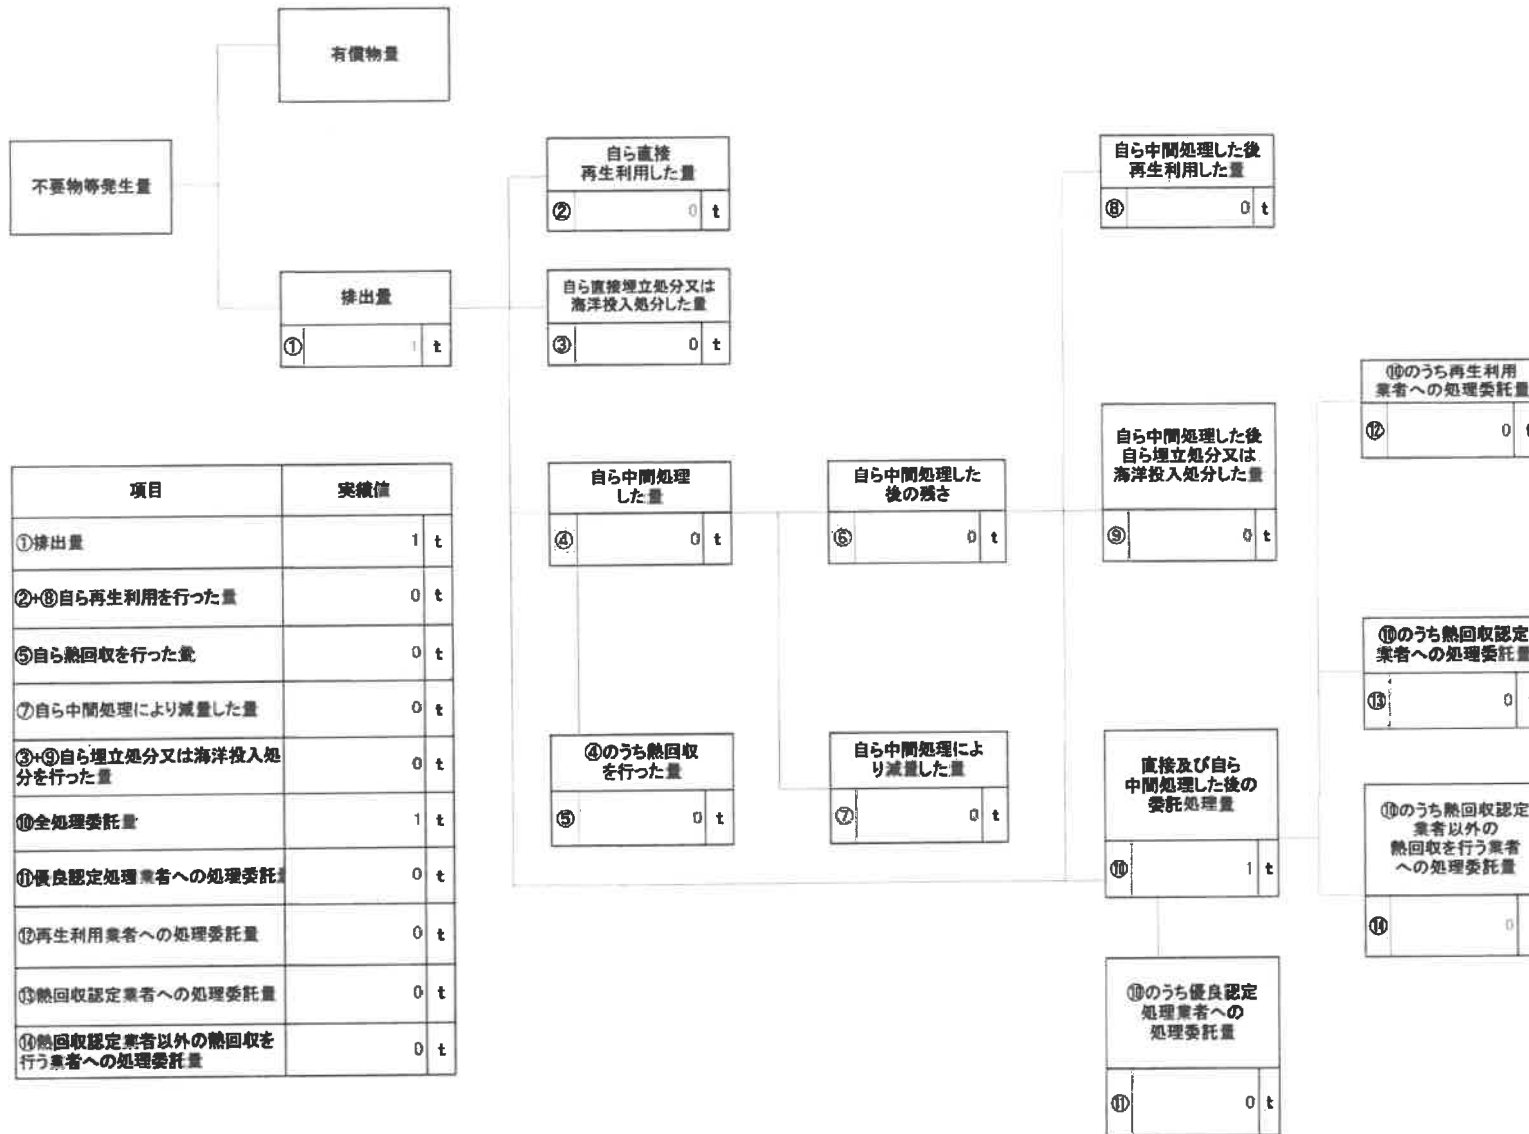 有償物量
不要物等発生量
排出量
① 1 t
自ら直接
再生利用した量
② 0 t
自ら直接埋立処分又は
海洋投入処分した量
③ 0 t
自ら中間処理
した量
④ 0 t
④のうち熱回収
を行った量
⑤ 0 t
自ら中間処理した
後の残さ
⑥ 0 t
自ら中間処理によ
り減量した量
⑦ 0 t
自ら中間処理した後
再生利用した量
⑧ 0 t
自ら中間処理した後
自ら埋立処分又は
海洋投入処分した量
⑨ 0 t
直接及び自ら
中間処理した後の
委託処理量
⑩ 1 t
⑩のうち優良認定
処理業者への
処理委託量
⑪ 0 t
⑩のうち再生利用
業者への処理委託量
⑫ 0 t
⑩のうち熱回収認定
業者への処理委託量
⑬ 0
⑩のうち熱回収認定
業者以外の
熱回収を行う業者
への処理委託量
⑭ 0
項目 実績値
①排出量 1 t
②+⑧自ら再生利用を行った量 0 t
⑤自ら熱回収を行った量 0 t
⑦自ら中間処理により減量した量 0 t
③+⑨自ら埋立処分又は海洋投入処
分を行った量 0 t
⑩全処理委託量 1 t
⑪優良認定処理業者への処理委託 0 t
⑫再生利用業者への処理委託量 0 t
⑬熱回収認定業者への処理委託量 0 t
⑭熱回収認定業者以外の熱回収を
行う業者への処理委託量 0 t